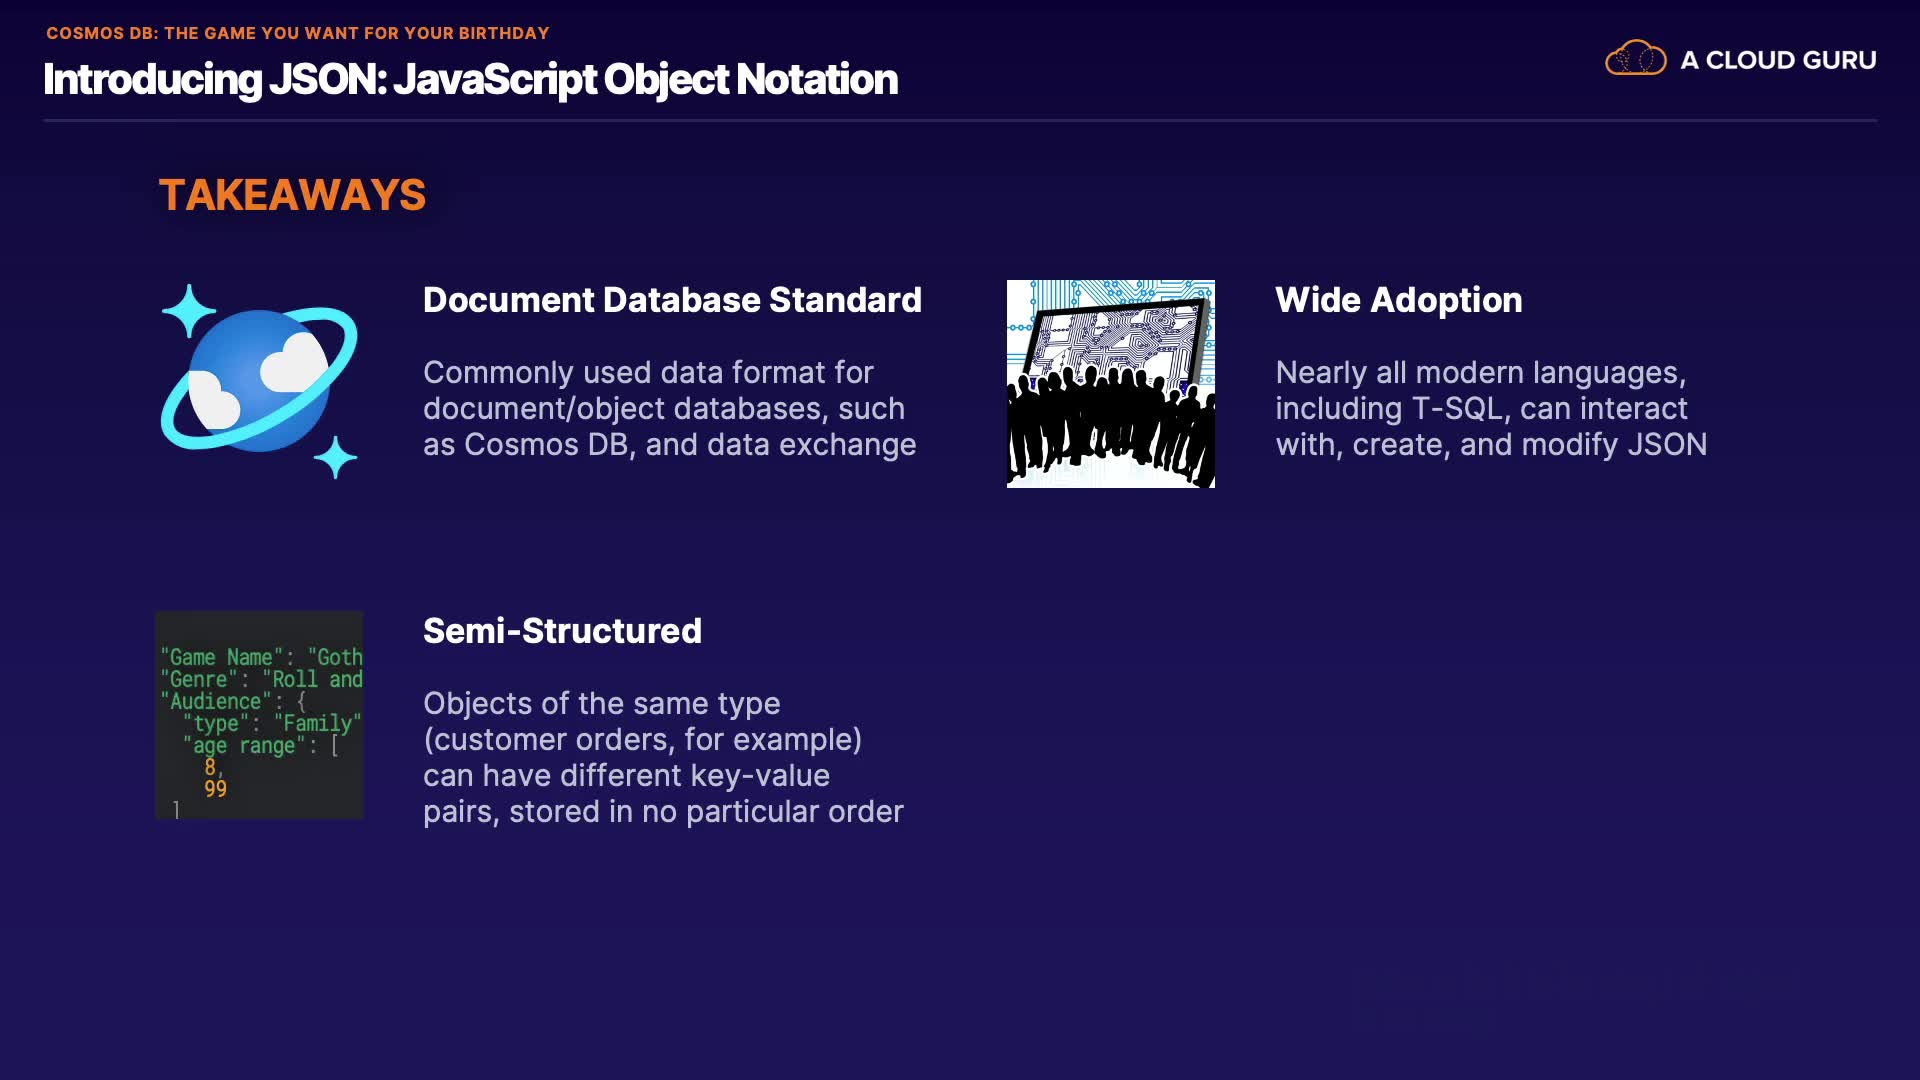 COSMOS DB: THE GAME YOU WANT FOR YOUR BIRTHDAY
Introducing JSON: JavaScript Object Notation
A CLOUD GURU
TAKEAWAYS
Document Database Standard
Commonly used data format for
document/object databases, such
as Cosmos DB, and data exchange
Wide Adoption
Nearly all modern languages,
including T-SQL, can interact
with, create, and modify JSON
"Game Name": "Goth
"Genre": "Roll and
"Audience": {
"type": "Family"
"age range": [
8,
99
]
Semi-Structured
Objects of the same type
(customer orders, for example)
can have different key-value
pairs, stored in no particular order